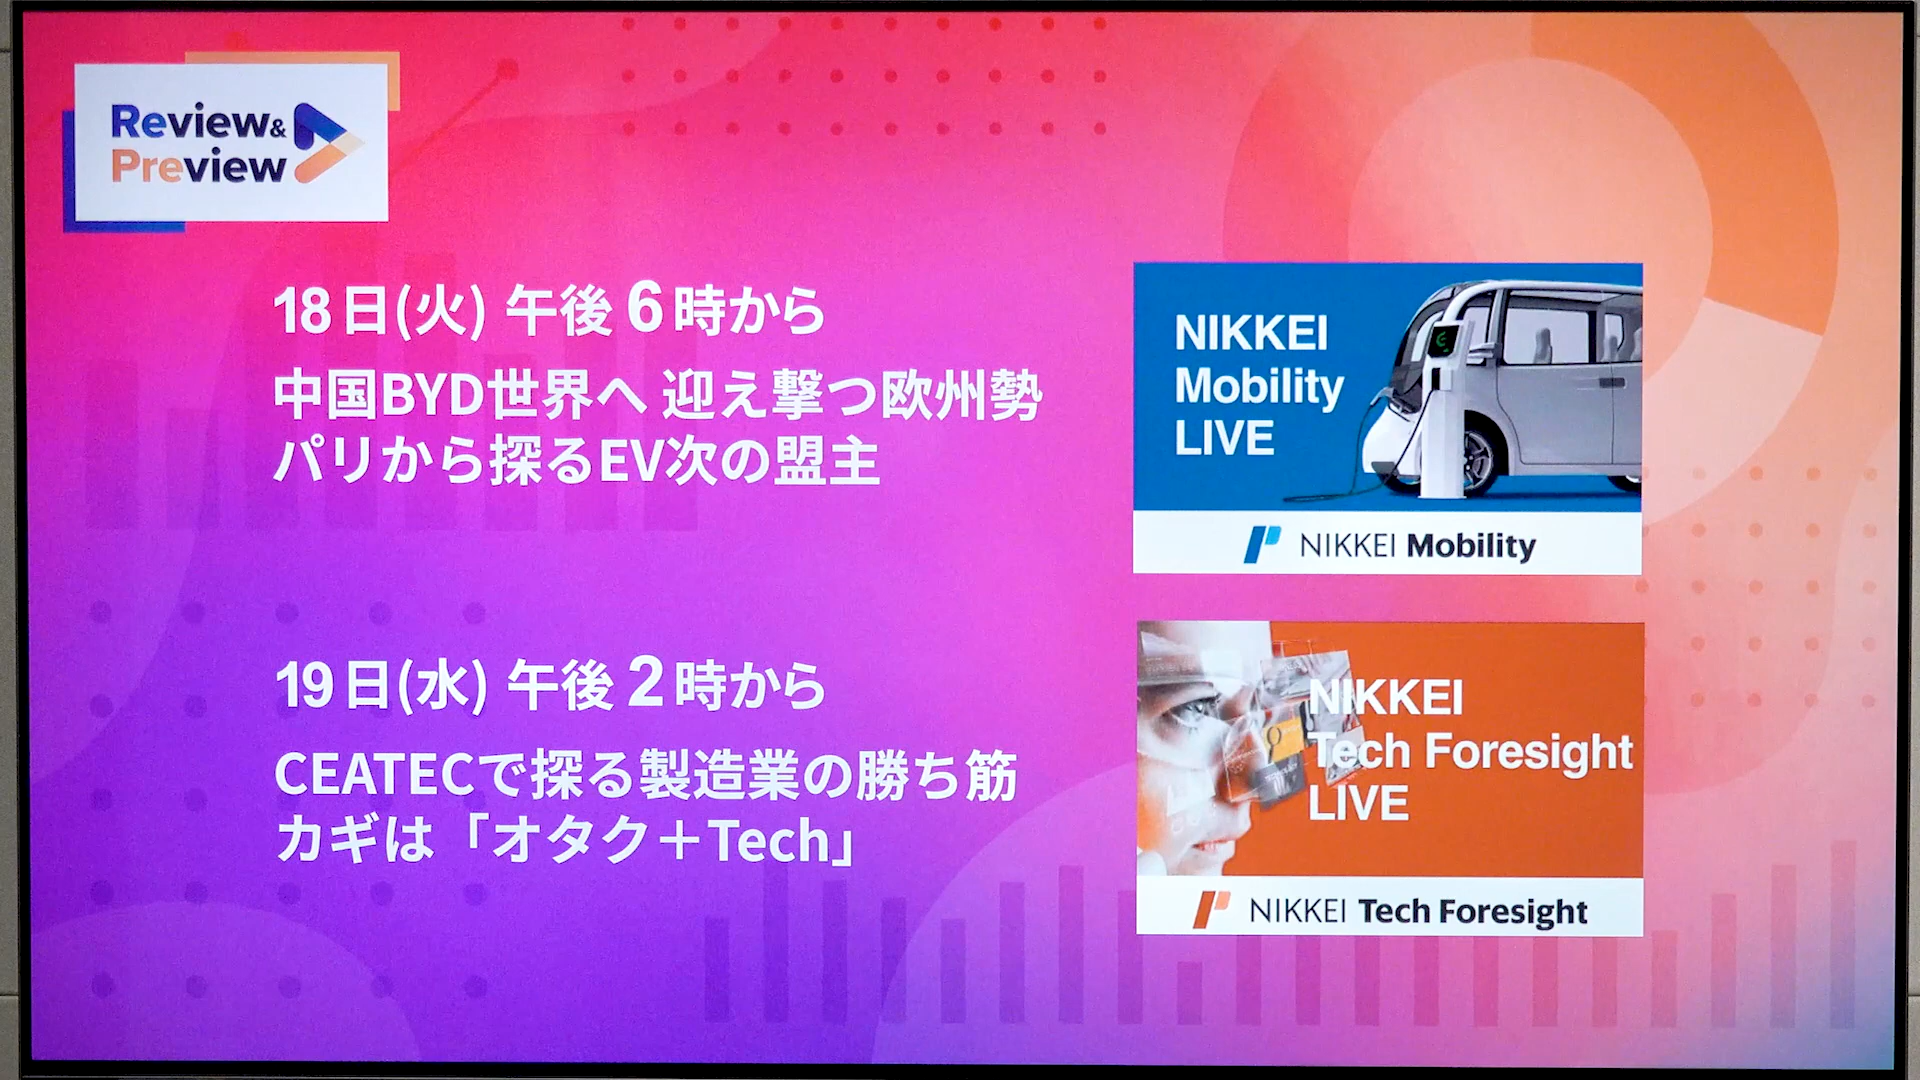 Review&
Preview
18日(火) 午後 6時から
中国BYD世界へ 迎え撃つ欧州勢
パリから探るEV次の盟主
NIKKEI
Mobility
LIVE
NIKKEI Mobility
19日(水) 午後 2時から
CEATECで探る製造業の勝ち筋
カギは「オタク＋Tech」
NIKKEI
Tech Foresight
LIVE
NIKKEI Tech Foresight